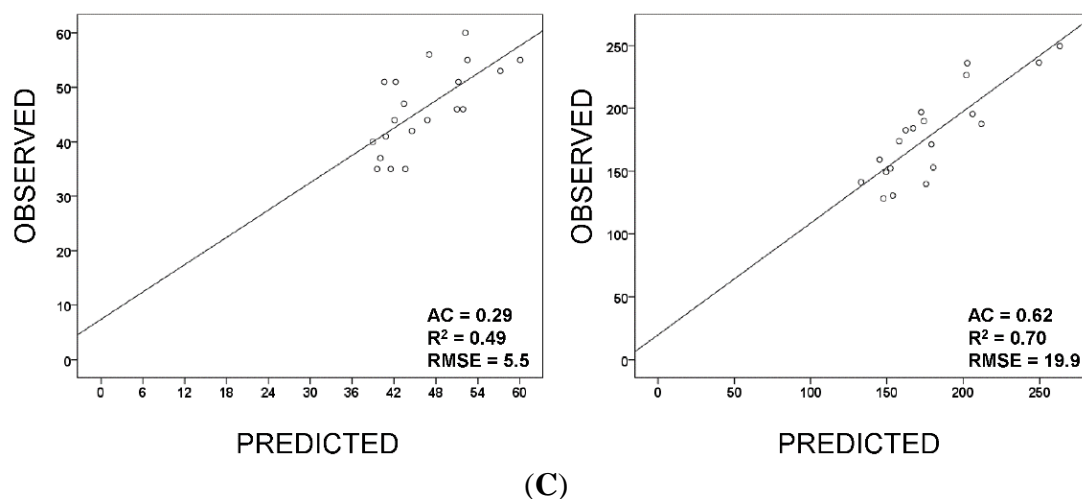 OBSERVED
60
50
40
30
20
10
0
AC = 0.29
R² = 0.49
RMSE = 5.5
0 6 12 18 24 30 36 42 48 54 60
PREDICTED
OBSERVED
250
200
150
100
50
0
AC = 0.62
R² = 0.70
RMSE = 19.9
0 50 100 150 200 250
PREDICTED
(C)